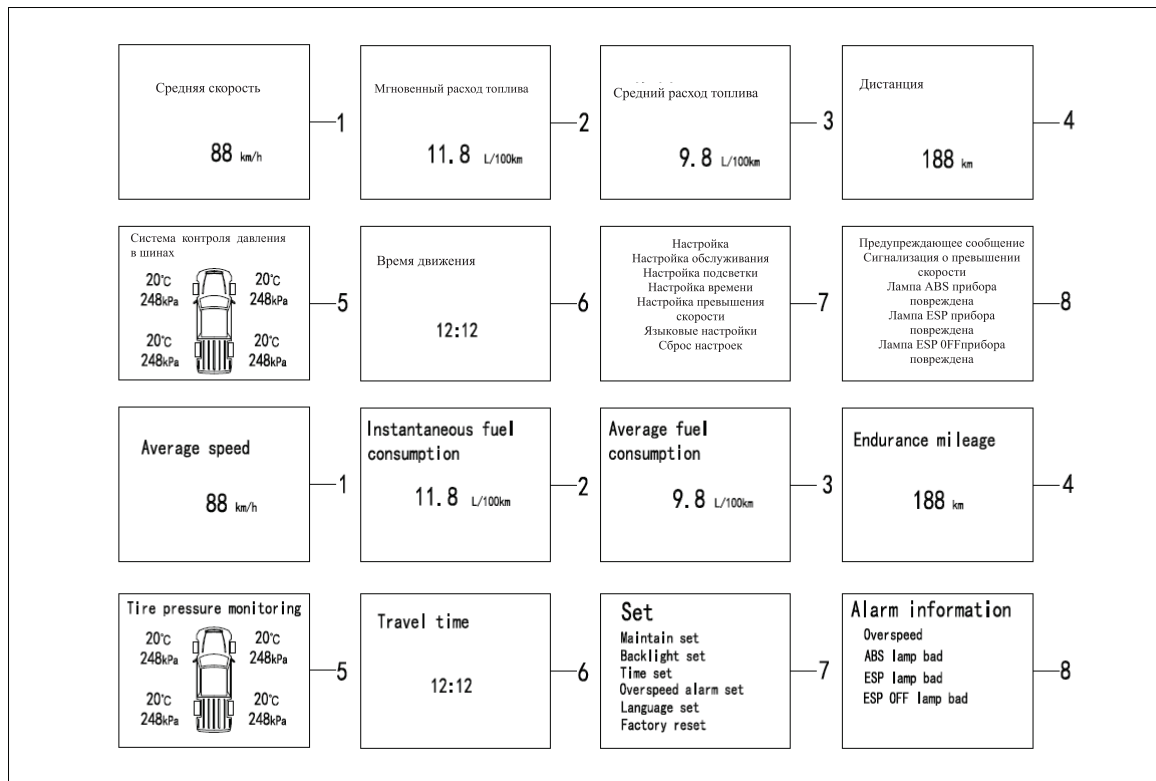 Средняя скорость
88 km/h
1
Мгновенный расход топлива
11.8 L/100km
2
Средний расход топлива
9.8 L/100km
3
Дистанция
188 km
4
Система контроля давления
в шинах
20°C 20°C
248kPa 248kPa
20°C 20°C
248kPa 248kPa
5
Время движения
12:12
6
Настройка
Настройка обслуживания
Настройка подсветки
Настройка времени
Настройка превышения
скорости
Языковые настройки
Сброс настроек
7
Предупреждающее сообщение
Сигнализация о превышении
скорости
Лампа ABS прибора
повреждена
Лампа ESP прибора
повреждена
Лампа ESP 0FFприбора
повреждена
8
Average speed
88 km/h
1
Instantaneous fuel
consumption
11.8 L/100km
2
Average fuel
consumption
9.8 L/100km
3
Endurance mileage
188 km
4
Tire pressure monitoring
20°C 20°C
248kPa 248kPa
20°C 20°C
248kPa 248kPa
5
Travel time
12:12
6
Set
Maintain set
Backlight set
Time set
Overspeed alarm set
Language set
Factory reset
7
Alarm information
Overspeed
ABS lamp bad
ESP lamp bad
ESP OFF lamp bad
8